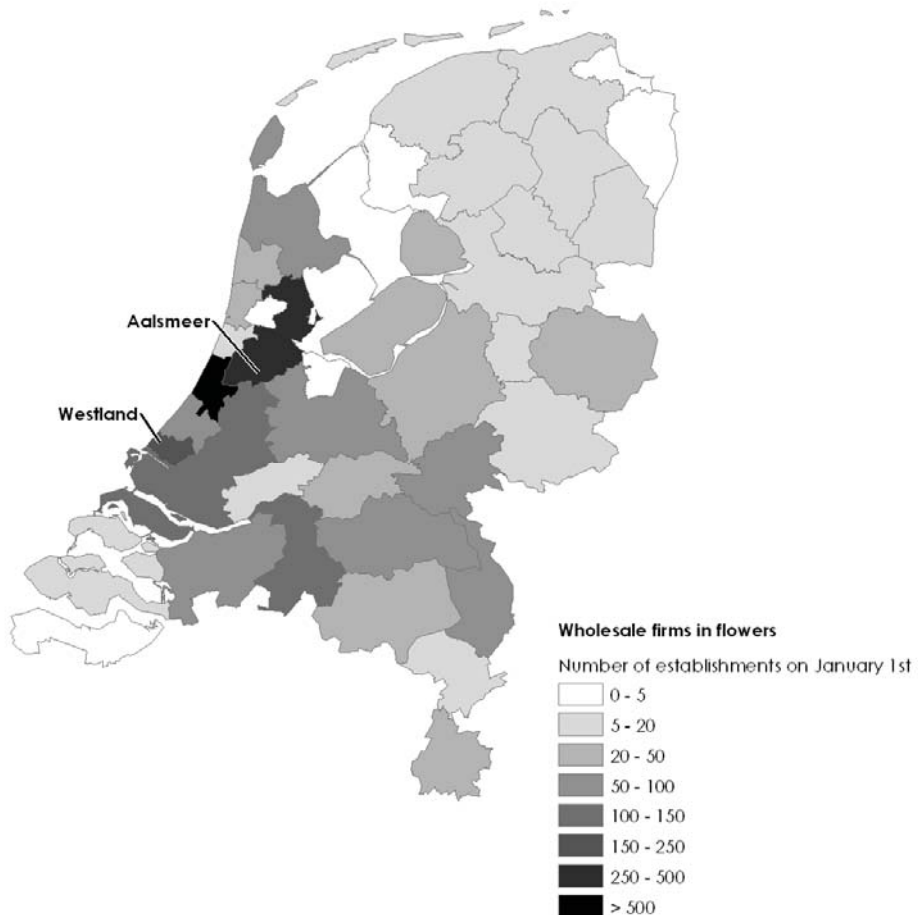 Aalsmeer
Westland
Wholesale firms in flowers
Number of establishments on January 1st
0 - 5
5 - 20
20 - 50
50 - 100
100 - 150
150 - 250
250 - 500
> 500